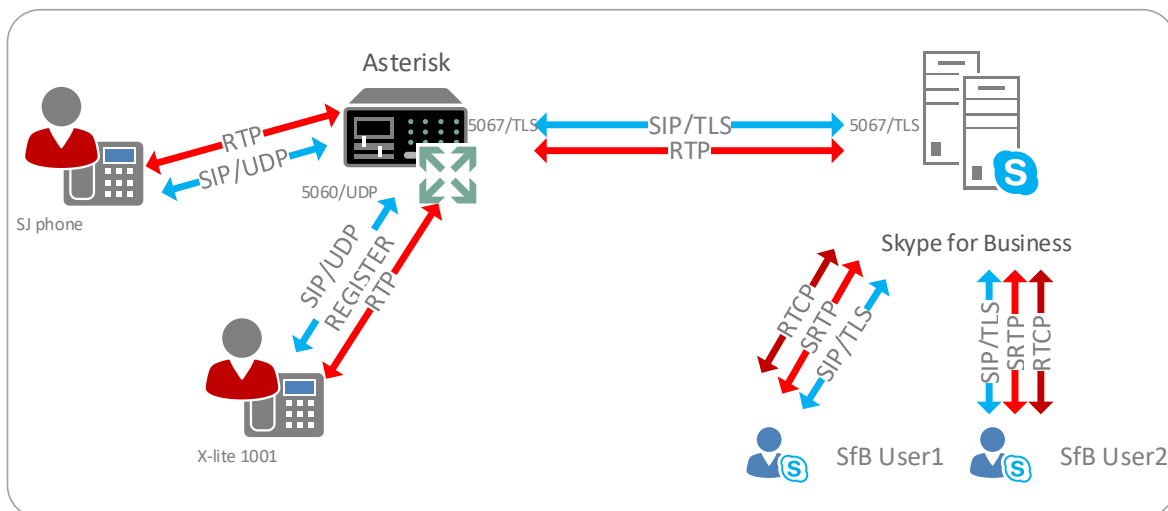 Asterisk
5067/TLS
SIP/TLS
5067/TLS
RTP
RTP
SIP/UDP
5060/UDP
SJ phone
S
Skype for Business
SIP/UDP
REGISTER
RTP
RTCP
SRTP
SIP/TLS
SIP/TLS
SRTP
RTCP
X-lite 1001
S
SfB User1
S
SfB User2